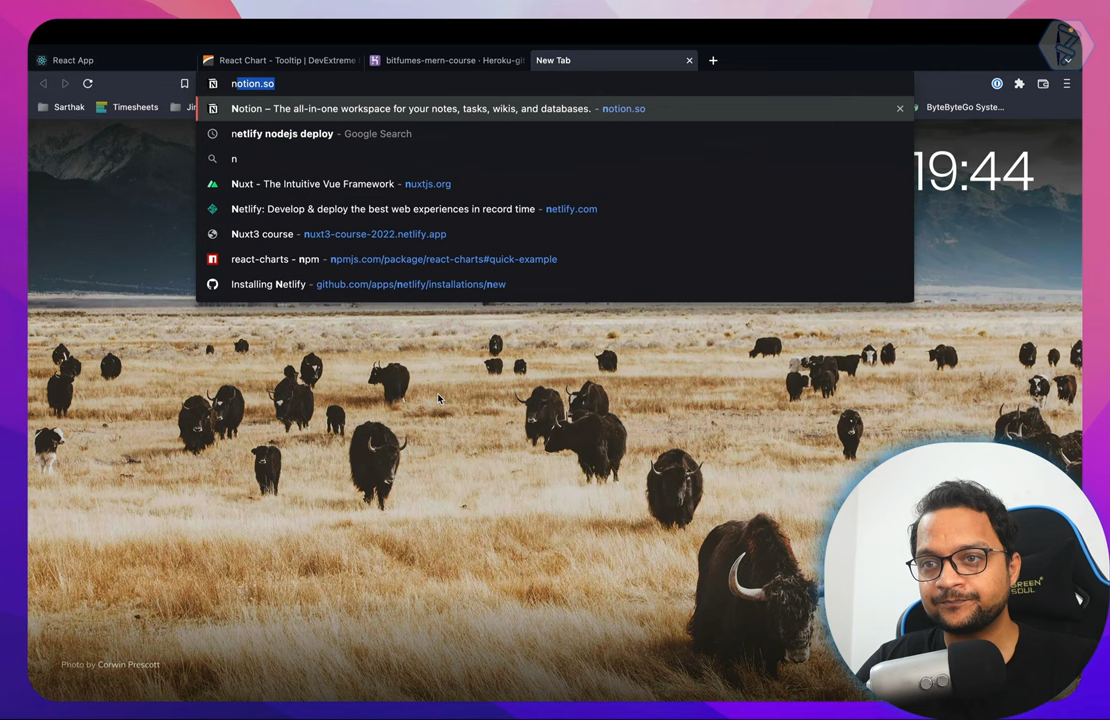 React App
React Chart - Tooltip | DevExtreme
bitfumes-mern-course · Heroku-gi
New Tab
notion.so
Sarthak
Timesheets
Jir
ByteByteGo Syste...
Notion – The all-in-one workspace for your notes, tasks, wikis, and databases. - notion.so
netlify nodejs deploy - Google Search
n
Nuxt - The Intuitive Vue Framework - nuxtjs.org
Netlify: Develop & deploy the best web experiences in record time - netlify.com
Nuxt3 course - nuxt3-course-2022.netlify.app
react-charts - npm - npmjs.com/package/react-charts#quick-example
Installing Netlify - github.com/apps/netlify/installations/new
19:44
GREEN
SOUL
Photo by Corwin Prescott